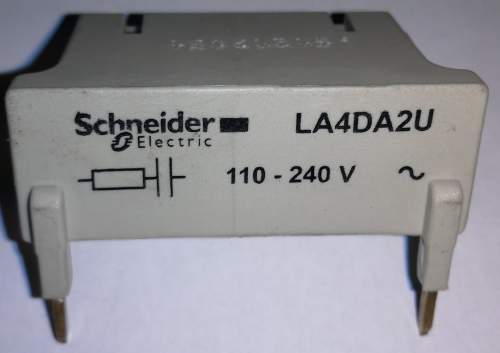 Schneider
Electric
LA4DA2U
110 - 240 V ~